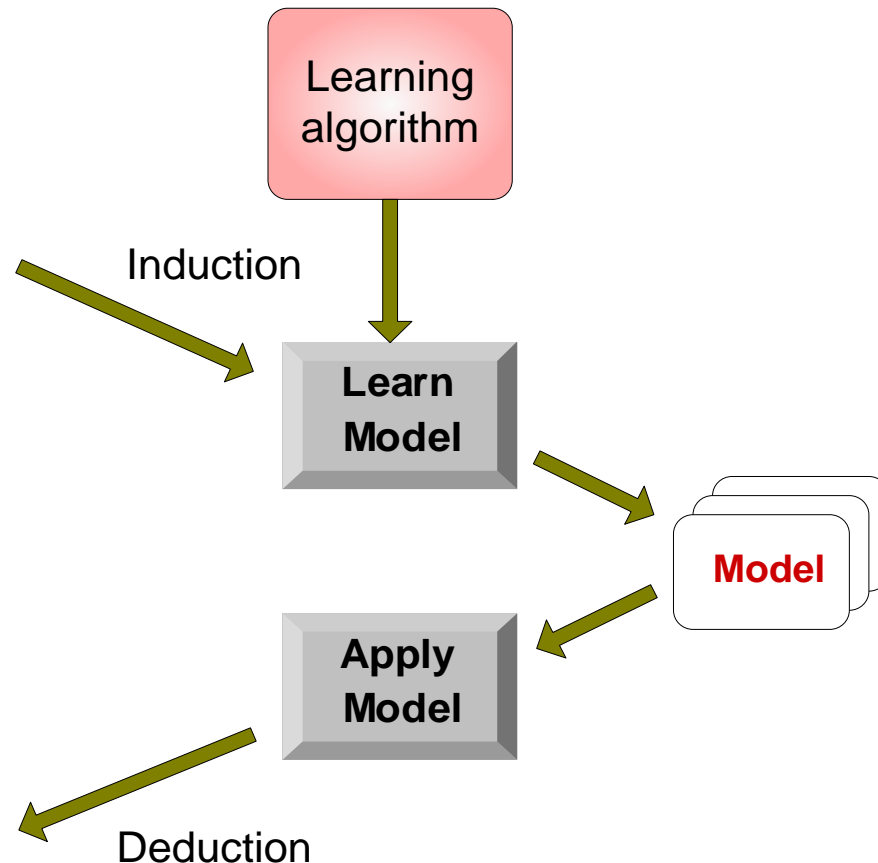 Learning
algorithm
Induction
Learn
Model
Model
Apply
Model
Deduction